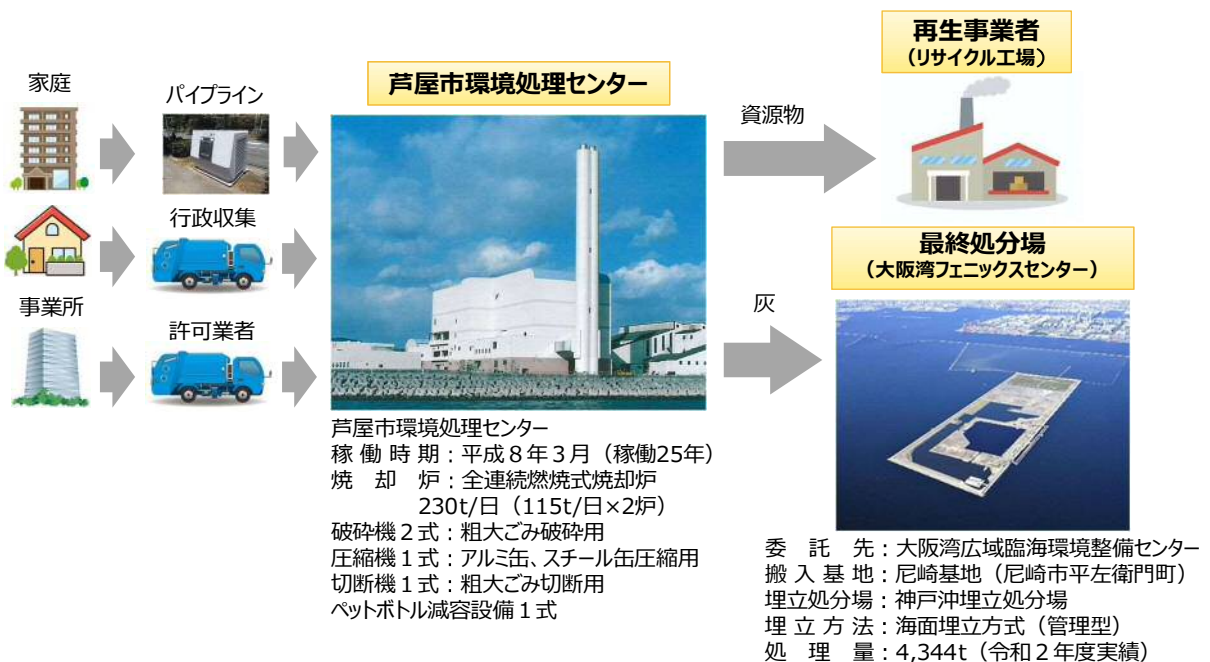 家庭
パイプライン
行政収集
事業所
許可業者
芦屋市環境処理センター
資源物
再生事業者
（リサイクル工場）
灰
最終処分場
（大阪湾フェニックスセンター）
芦屋市環境処理センター
稼働時期：平成８年３月（稼働25年）
焼却炉：全連続燃焼式焼却炉
230t/日（115t/日×2炉）
破砕機２式：粗大ごみ破砕用
圧縮機１式：アルミ缶、スチール缶圧縮用
切断機１式：粗大ごみ切断用
ペットボトル減容設備１式
委託先：大阪湾広域臨海環境整備センター
搬入基地：尼崎基地（尼崎市平左衛門町）
埋立処分場：神戸沖埋立処分場
埋立方法：海面埋立方式（管理型）
処理量：4,344t（令和２年度実績）